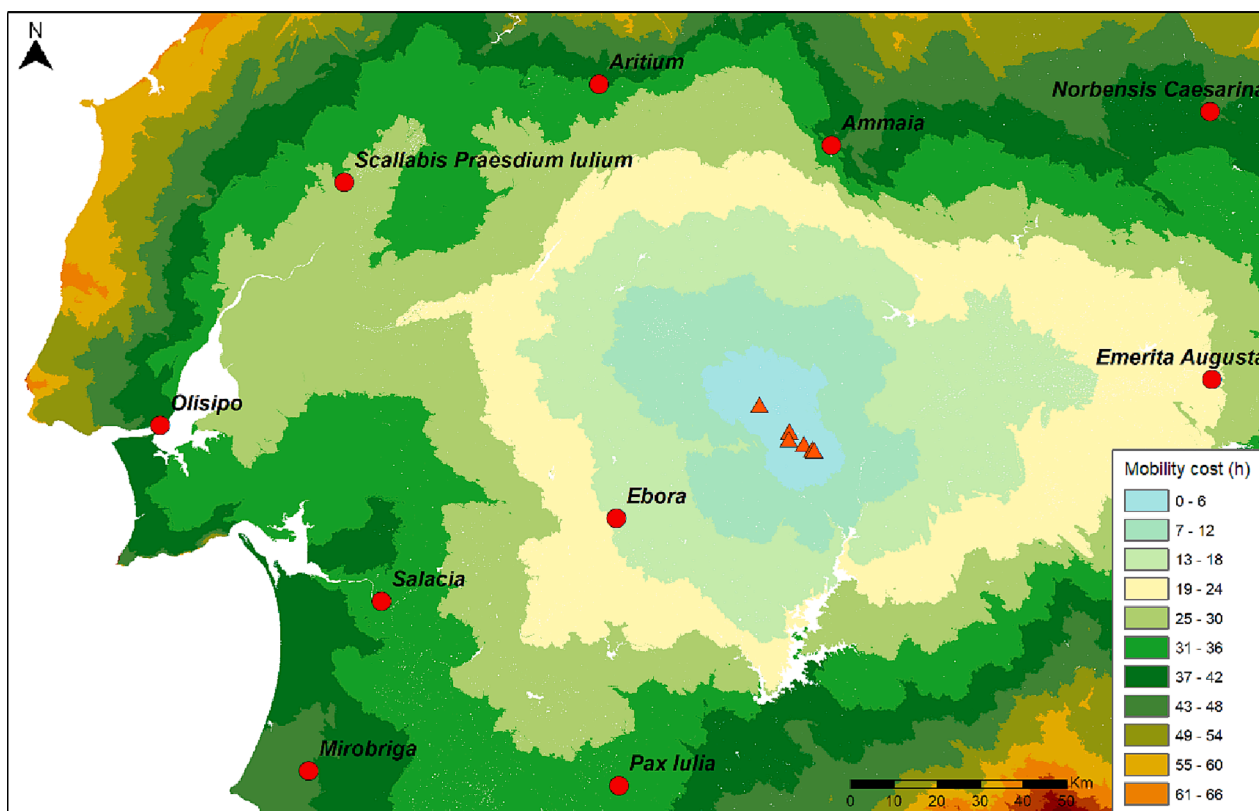 N
Aritium
Norbensis Caesarina
Ammaia
Scallabis Praesdium Iulium
Emerita Augusta
Olisipo
Ebora
Salacia
Mirobriga
Pax Iulia
Mobility cost (h)
0 - 6
7 - 12
13 - 18
19 - 24
25 - 30
31 - 36
37 - 42
43 - 48
49 - 54
55 - 60
61 - 66
Km
0 10 20 30 40 50